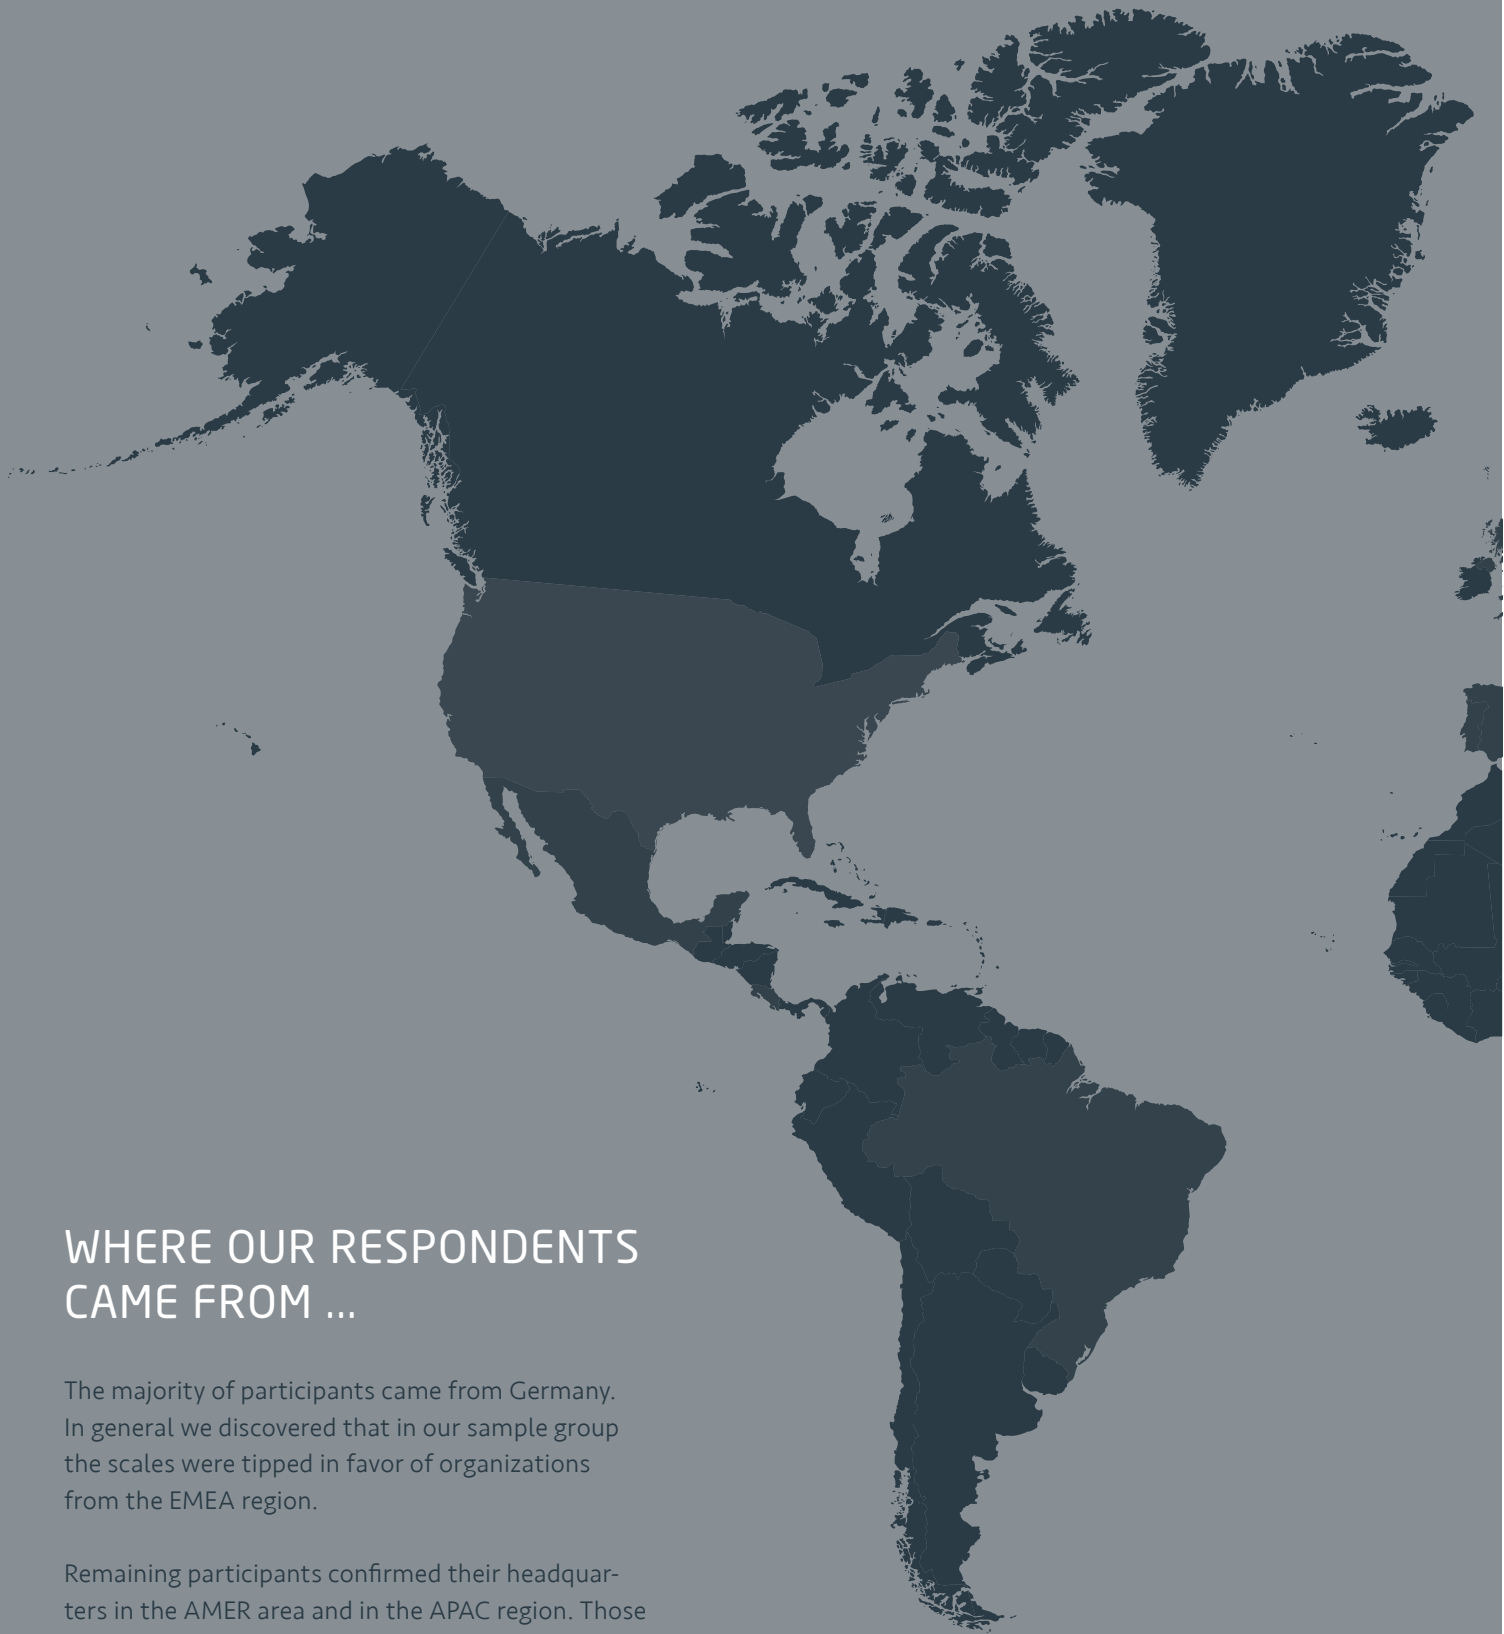 WHERE OUR RESPONDENTS
CAME FROM ...
The majority of participants came from Germany.
In general we discovered that in our sample group
the scales were tipped in favor of organizations
from the EMEA region.
Remaining participants confirmed their headquar-
ters in the AMER area and in the APAC region. Those